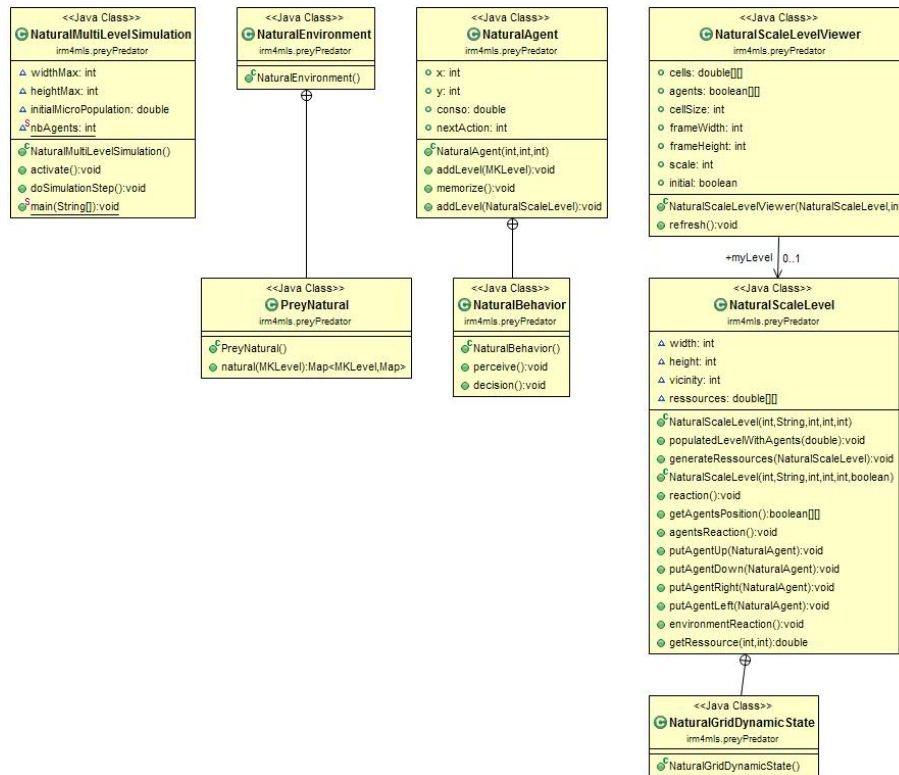 <<Java Class>>
NaturalMultiLevelSimulation
irm4mls.preyPredator
widthMax: int
heightMax: int
initialMicroPopulation: double
nbAgents: int
NaturalMultiLevelSimulation()
activate():void
doSimulationStep():void
main(String[]):void
<<Java Class>>
NaturalEnvironment
irm4mls.preyPredator
NaturalEnvironment()
<<Java Class>>
NaturalAgent
irm4mls.preyPredator
x: int
y: int
conso: double
nextAction: int
NaturalAgent(int,int,int)
addLevel(MKLevel):void
memorize():void
addLevel(NaturalScaleLevel):void
<<Java Class>>
NaturalScaleLevelViewer
irm4mls.preyPredator
cells: double[][]
agents: boolean[][]
cellSize: int
frameWidth: int
frameHeight: int
scale: int
initial: boolean
NaturalScaleLevelViewer(NaturalScaleLevel,in
refresh():void
+myLevel 0..1
<<Java Class>>
PreyNatural
irm4mls.preyPredator
PreyNatural()
natural(MKLevel):Map<MKLevel,Map>
<<Java Class>>
NaturalBehavior
irm4mls.preyPredator
NaturalBehavior()
perceive():void
decision():void
<<Java Class>>
NaturalScaleLevel
irm4mls.preyPredator
width: int
height: int
vicinity: int
ressources: double[][]
NaturalScaleLevel(int,String,int,int,int)
populatedLevelWithAgents(double):void
generateRessources(NaturalScaleLevel):void
NaturalScaleLevel(int,String,int,int,int,boolean)
reaction():void
getAgentsPosition():boolean[][]
agentsReaction():void
putAgentUp(NaturalAgent):void
putAgentDown(NaturalAgent):void
putAgentRight(NaturalAgent):void
putAgentLeft(NaturalAgent):void
environmentReaction():void
getRessource(int,int):double
<<Java Class>>
NaturalGridDynamicState
irm4mls.preyPredator
NaturalGridDynamicState()